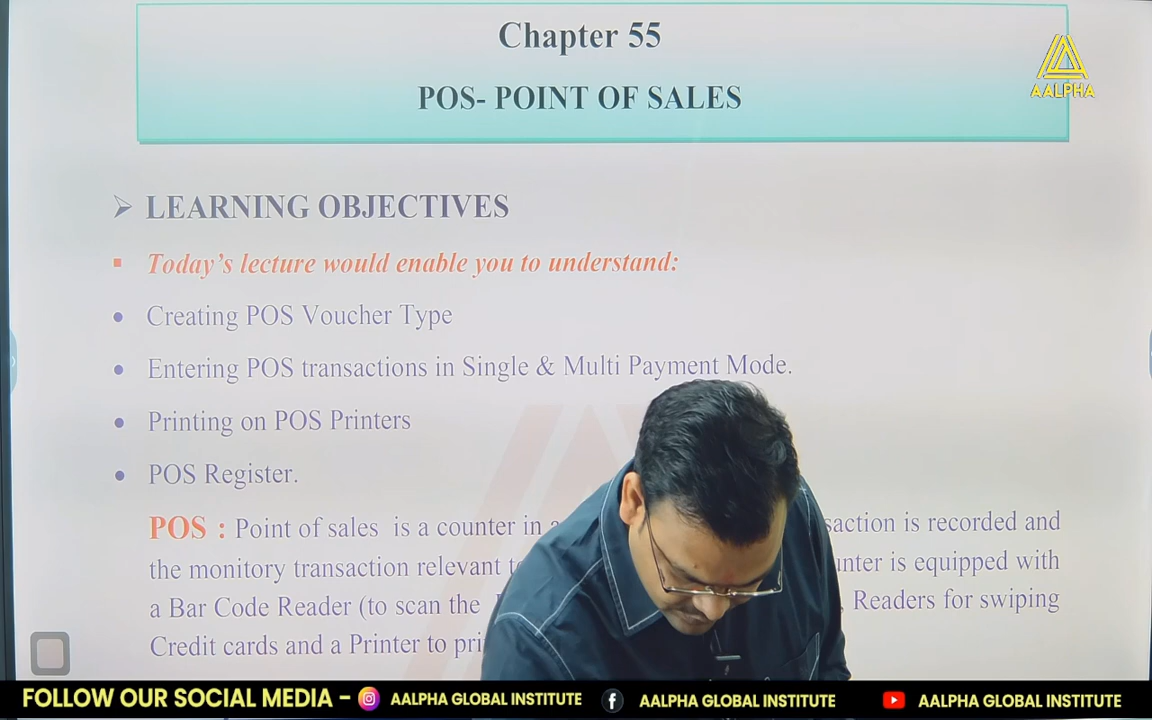 Chapter 55
POS- POINT OF SALES
AALPHA
LEARNING OBJECTIVES
Today's lecture would enable you to understand:
Creating POS Voucher Type
Entering POS transactions in Single & Multi Payment Mode.
Printing on POS Printers
POS Register.
POS : Point of sales is a counter in saction is recorded and
the monitory transaction relevant unter is equipped with
a Bar Code Reader (to scan the Readers for swiping
Credit cards and a Printer to pri
FOLLOW OUR SOCIAL MEDIA - AALPHA GLOBAL INSTITUTE AALPHA GLOBAL INSTITUTE AALPHA GLOBAL INSTITUTE